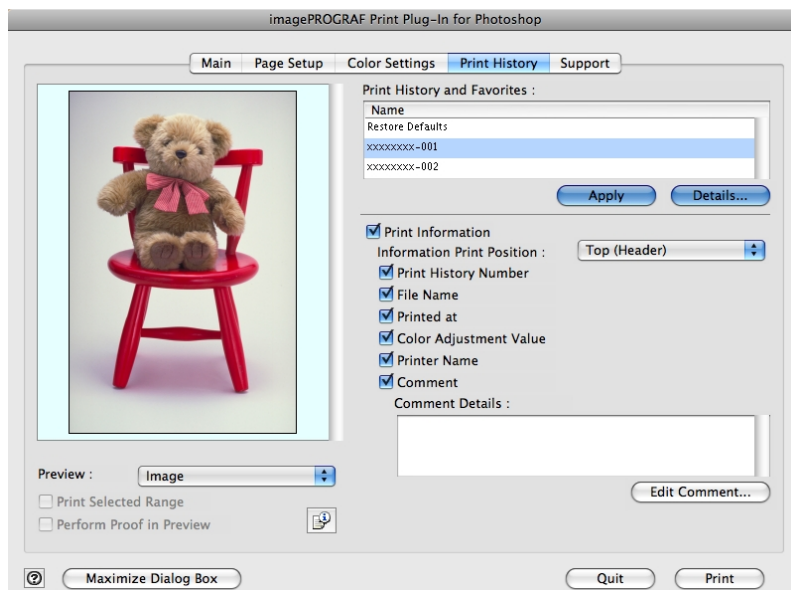 imagePROGRAF Print Plug-In for Photoshop
Main Page Setup Color Settings Print History Support
Print History and Favorites :
Name
Restore Defaults
xxxxxxxx-001
xxxxxxxx-002
Apply Details...
Print Information
Information Print Position : Top (Header)
Print History Number
File Name
Printed at
Color Adjustment Value
Printer Name
Comment
Comment Details :
Edit Comment...
Preview : Image
Print Selected Range
Perform Proof in Preview
? Maximize Dialog Box Quit Print